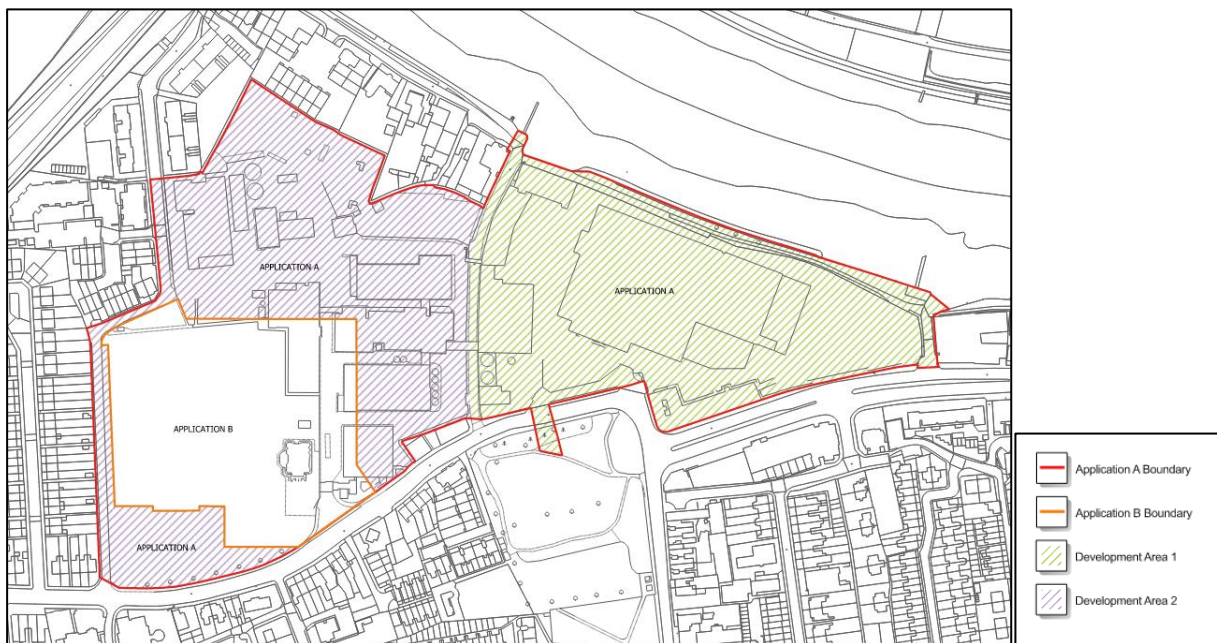 APPLICATION A
APPLICATION A
APPLICATION B
APPLICATION A
Application A Boundary
Application B Boundary
Development Area 1
Development Area 2